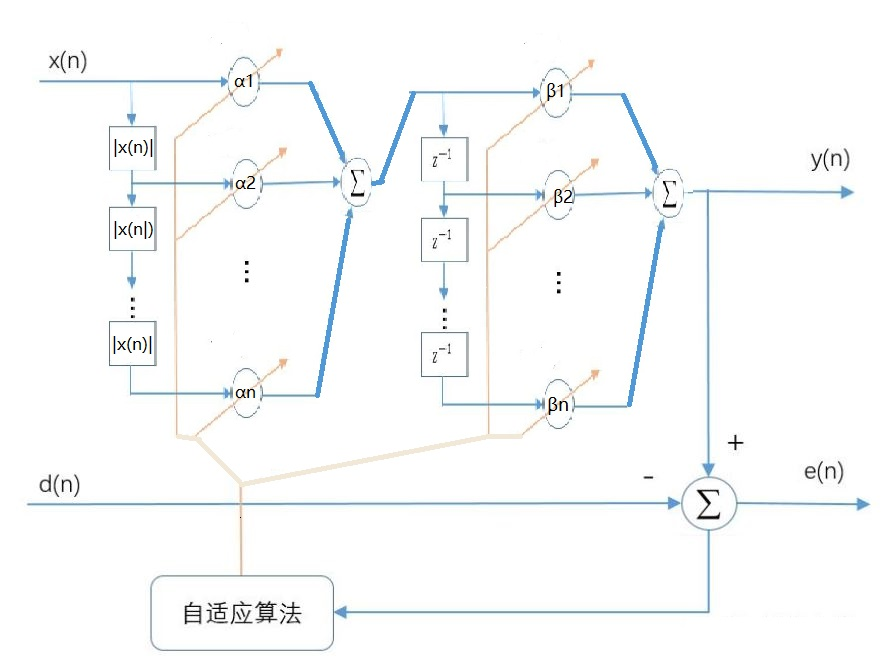 x(n)
α1
β1
|x(n)|
z⁻¹
y(n)
α2
Σ
β2
Σ
|x(n|)
z⁻¹
⋮
⋮
⋮
⋮
|x(n)|
z⁻¹
αn
βn
+
d(n)
-
e(n)
Σ
自适应算法